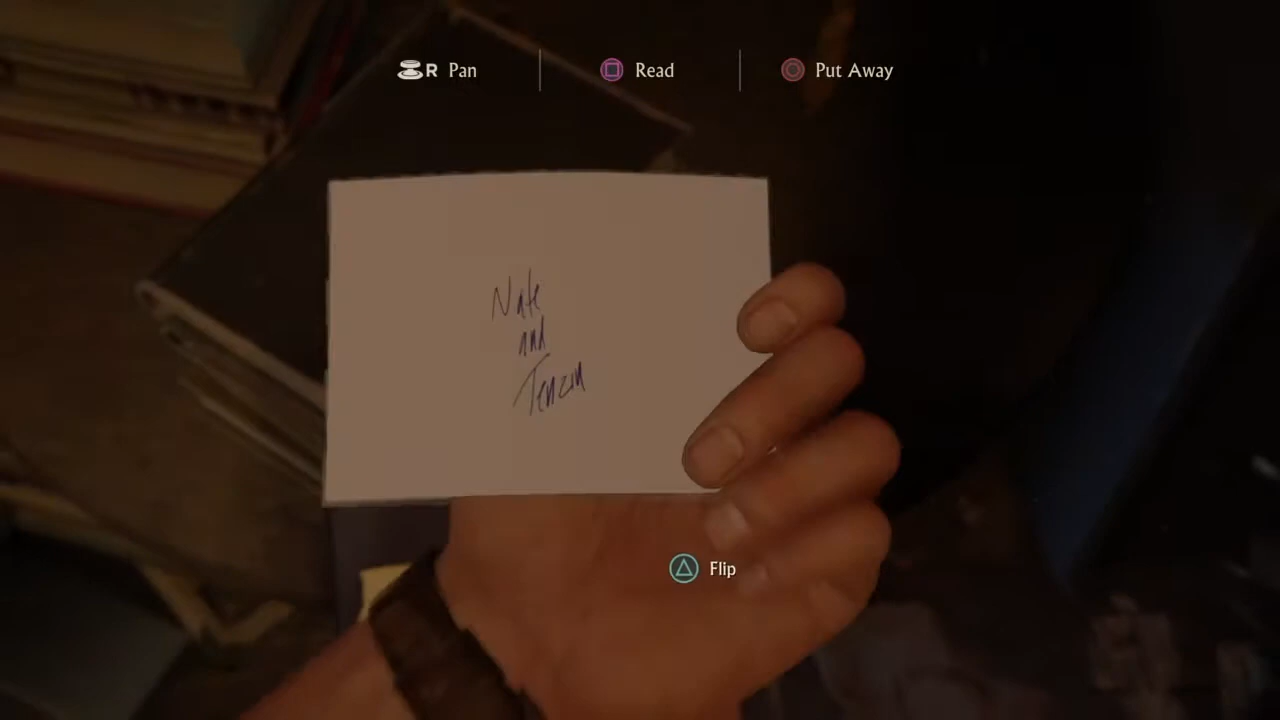 R Pan
Read
Put Away
Nate
and
Tenzin
Flip